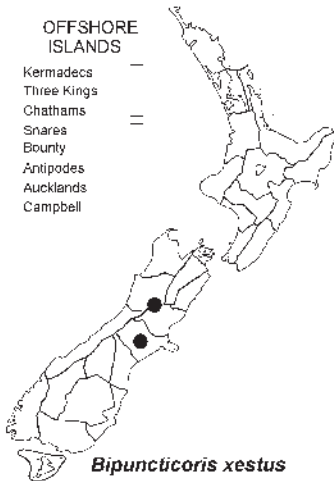 OFFSHORE
ISLANDS
Kermadecs
Three Kings
Chathams
Snares
Bounty
Antipodes
Aucklands
Campbell
Bipuncticoris xestus